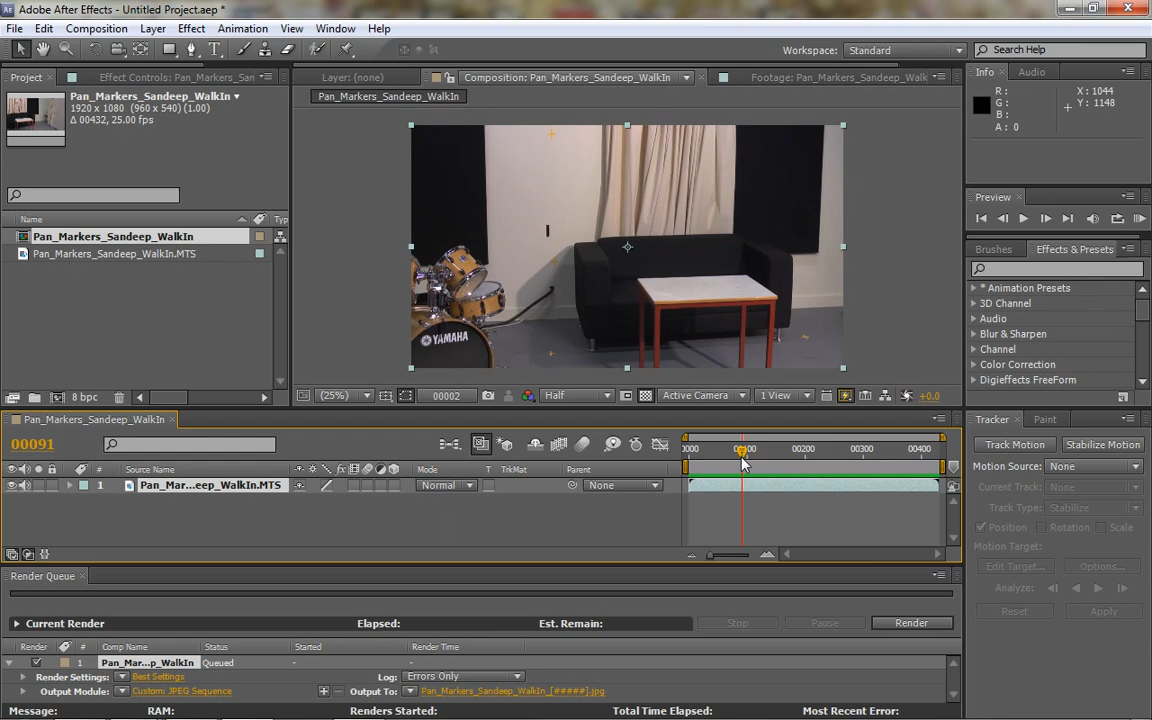 Adobe After Effects - Untitled Project.aep *
File Edit Composition Layer Effect Animation View Window Help
Workspace: Standard Search Help
Project Effect Controls: Pan_Markers_San
Layer: (none) Composition: Pan_Markers_Sandeep_WalkIn Footage: Pan_Markers_Sandeep_Walk
Info Audio
Pan_Markers_Sandeep_WalkIn
1920 x 1080 (960 x 540) (1.00)
Δ 00432, 25.00 fps
Pan_Markers_Sandeep_WalkIn
R : X : 1044
G : Y : 1148
B :
A : 0
YAMAHA
Name Typ
Pan_Markers_Sandeep_WalkIn
Pan_Markers_Sandeep_WalkIn.MTS
8 bpc
(25%) 00002 Half Active Camera 1 View +0.0
Preview
Brushes Effects & Presets
* Animation Presets
3D Channel
Audio
Blur & Sharpen
Channel
Color Correction
Digieffects FreeForm
Pan_Markers_Sandeep_WalkIn
00091
0000 00100 00200 00300 00400
# Source Name Mode T TrkMat Parent
1 Pan_Mar...eep_WalkIn.MTS Normal None
Tracker Paint
Track Motion Stabilize Motion
Motion Source: None
Current Track: None
Track Type: Stabilize
Position Rotation Scale
Motion Target:
Edit Target... Options...
Analyze:
Reset Apply
Render Queue
Current Render Elapsed: Est. Remain: Stop Pause Render
Render # Comp Name Status Started Render Time
1 Pan_Mar...p_WalkIn Queued - -
Render Settings: Best Settings Log: Errors Only
Output Module: Custom: JPEG Sequence Output To: Pan_Markers_Sandeep_WalkIn_[#####].jpg
Message: RAM: Renders Started: Total Time Elapsed: Most Recent Error: